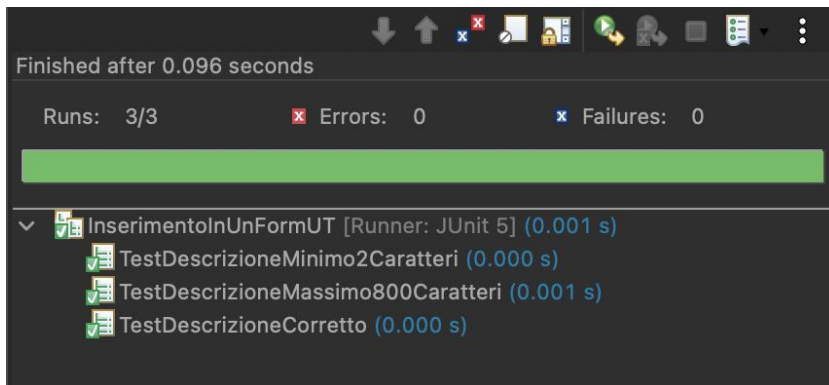 Finished after 0.096 seconds
Runs: 3/3 Errors: 0 Failures: 0
InserimentoInUnFormUT [Runner: JUnit 5] (0.001 s)
TestDescrizioneMinimo2Caratteri (0.000 s)
TestDescrizioneMassimo800Caratteri (0.001 s)
TestDescrizioneCorretto (0.000 s)